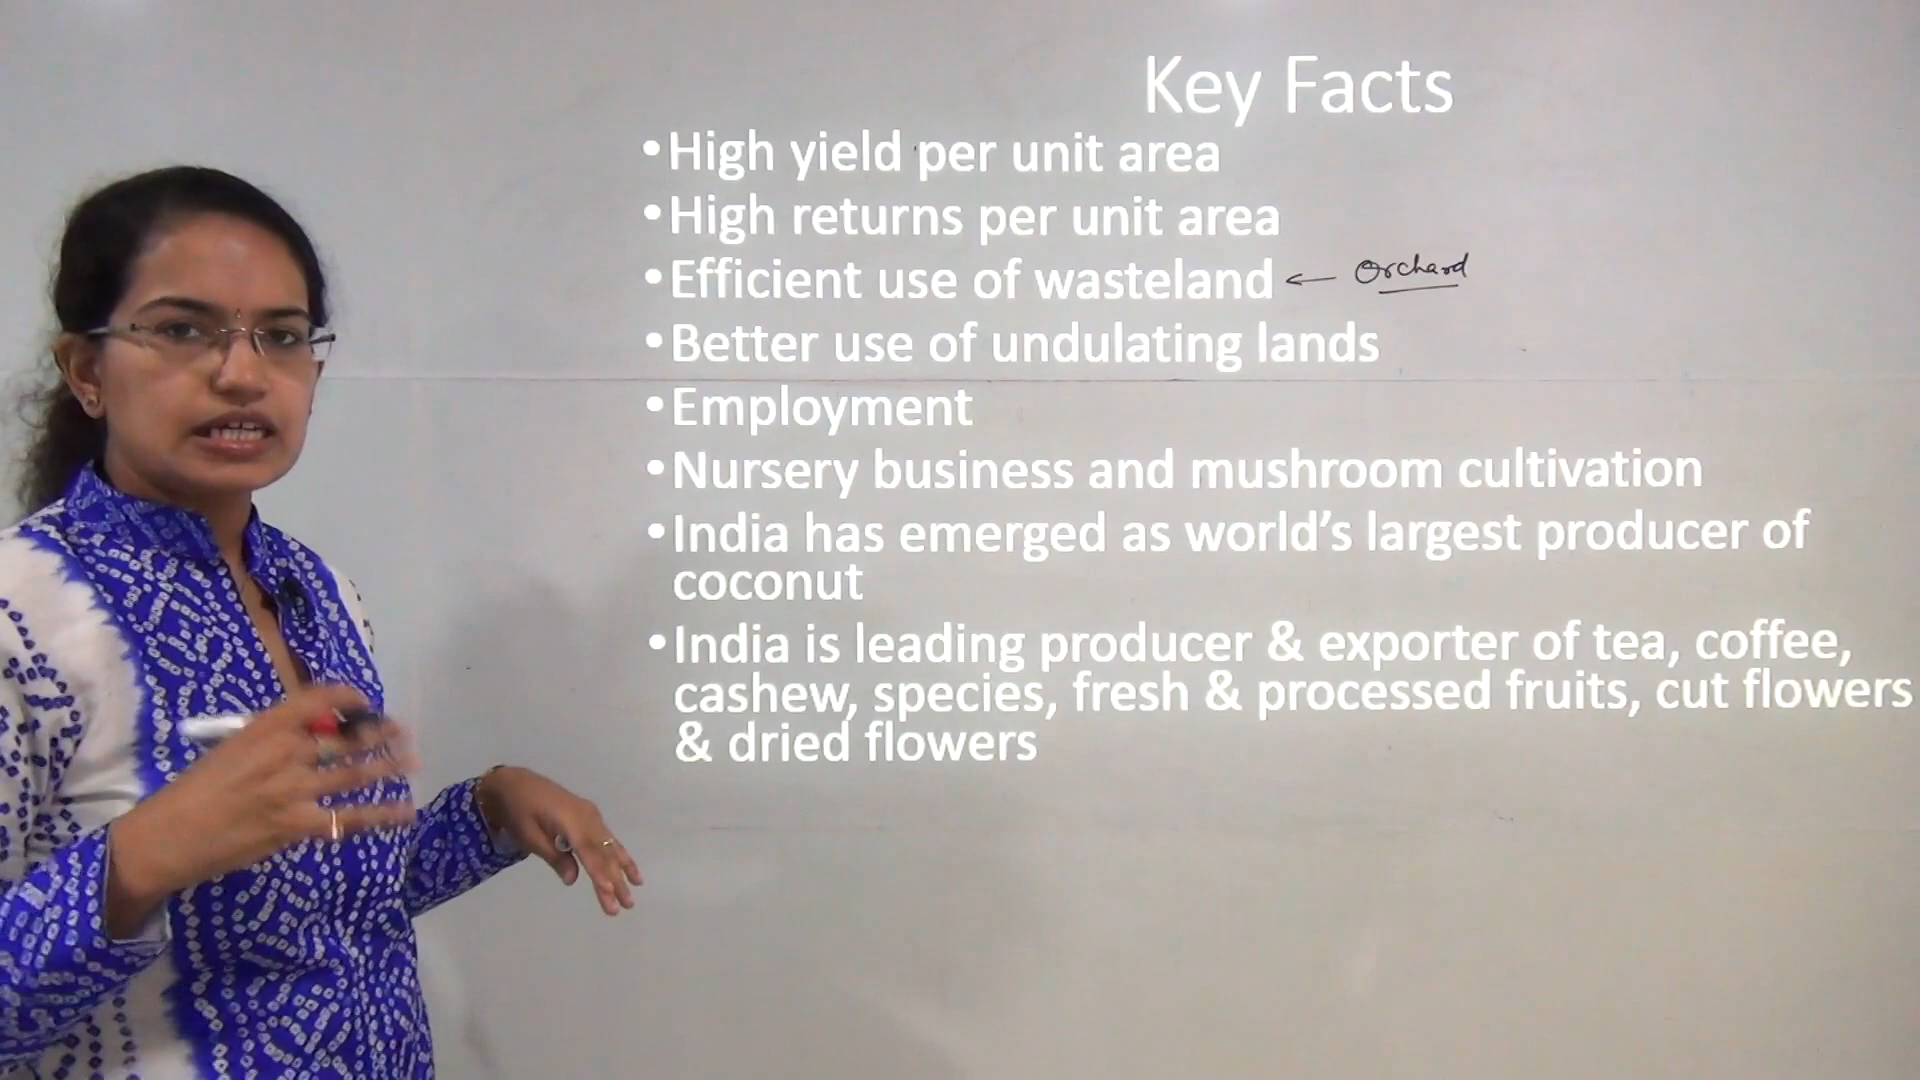 Key Facts
•High yield per unit area
•High returns per unit area
•Efficient use of wasteland ← Orchard
•Better use of undulating lands
•Employment
•Nursery business and mushroom cultivation
•India has emerged as world’s largest producer of
coconut
•India is leading producer & exporter of tea, coffee,
cashew, species, fresh & processed fruits, cut flowers
& dried flowers